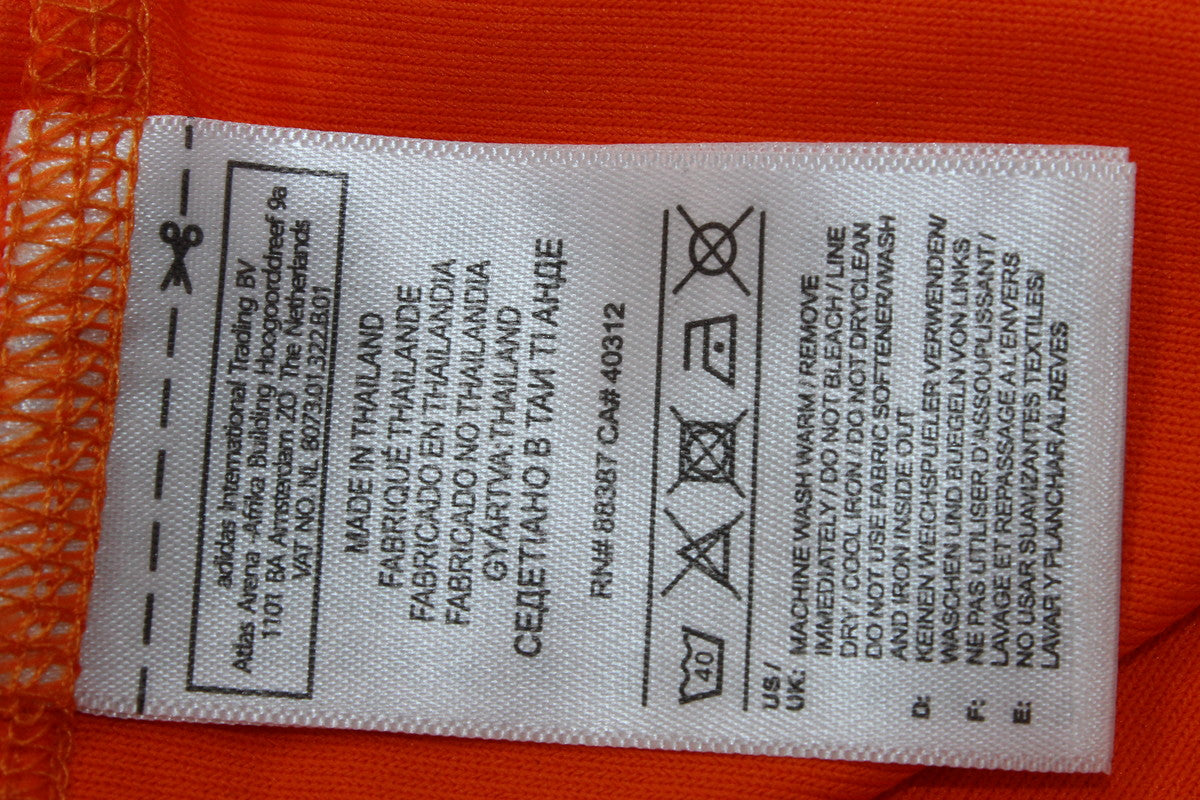 adidas International Trading BV
Atlas Arena -Afrika Building Hoogoorddreef 9a
1101 BA Amsterdam ZO The Netherlands
VAT NO. NL 8073.01.322.B.01
MADE IN THAILAND
FABRIQUÉ THAILANDE
FABRICADO EN THAILANDIA
FABRICADO NO THAILANDIA
GYÁRTVA:THAILAND
СЕДЕТІАНО В ТАИ ТІАНДЕ
RN# 88387 CA# 40312
40
US / UK: MACHINE WASH WARM / REMOVE
IMMEDIATELY / DO NOT BLEACH / LINE
DRY / COOL IRON / DO NOT DRYCLEAN
DO NOT USE FABRIC SOFTENER/WASH
AND IRON INSIDE OUT
D: KEINEN WEICHSPUELER VERWENDEN/
WASCHEN UND BUEGELN VON LINKS
F: NE PAS UTILISER D'ASSOUPLISSANT /
LAVAGE ET REPASSAGE A L'ENVERS
E: NO USAR SUAVIZANTES TEXTILES/
LAVAR Y PLANCHAR AL REVES